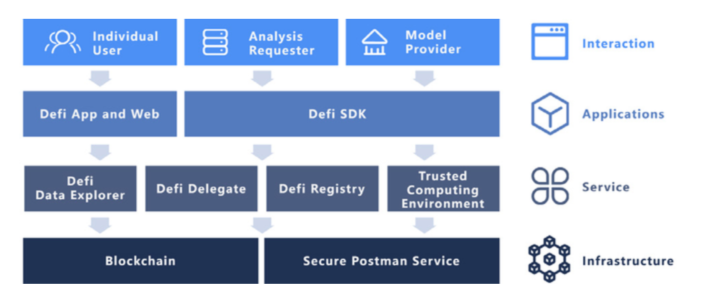 Individual
User
Analysis
Requester
Model
Provider
Interaction
Defi App and Web
Defi SDK
Applications
Defi
Data Explorer
Defi Delegate
Defi Registry
Trusted
Computing
Environment
Service
Blockchain
Secure Postman Service
Infrastructure